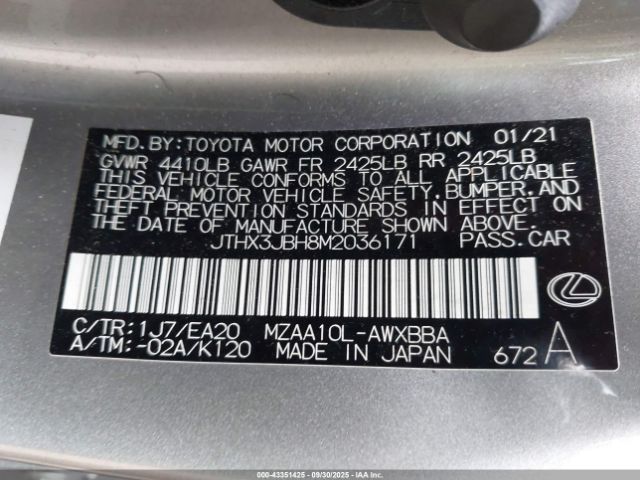 MFD. BY: TOYOTA MOTOR CORPORATION 01/21
GVWR 4410LB GAWR FR 2425LB RR 2425LB
THIS VEHICLE CONFORMS TO ALL APPLICABLE
FEDERAL MOTOR VEHICLE SAFETY, BUMPER, AND
THEFT PREVENTION STANDARDS IN EFFECT ON
THE DATE OF MANUFACTURE SHOWN ABOVE.
JTHX3JBH8M2036171 PASS. CAR
C/TR: 1J7/EA20 MZAA10L-AWXBBA
A/TM: -02A/K120 MADE IN JAPAN 672 A
00-43351425 - 09/30/2025 - COPYRIGHT IAA, LLC.